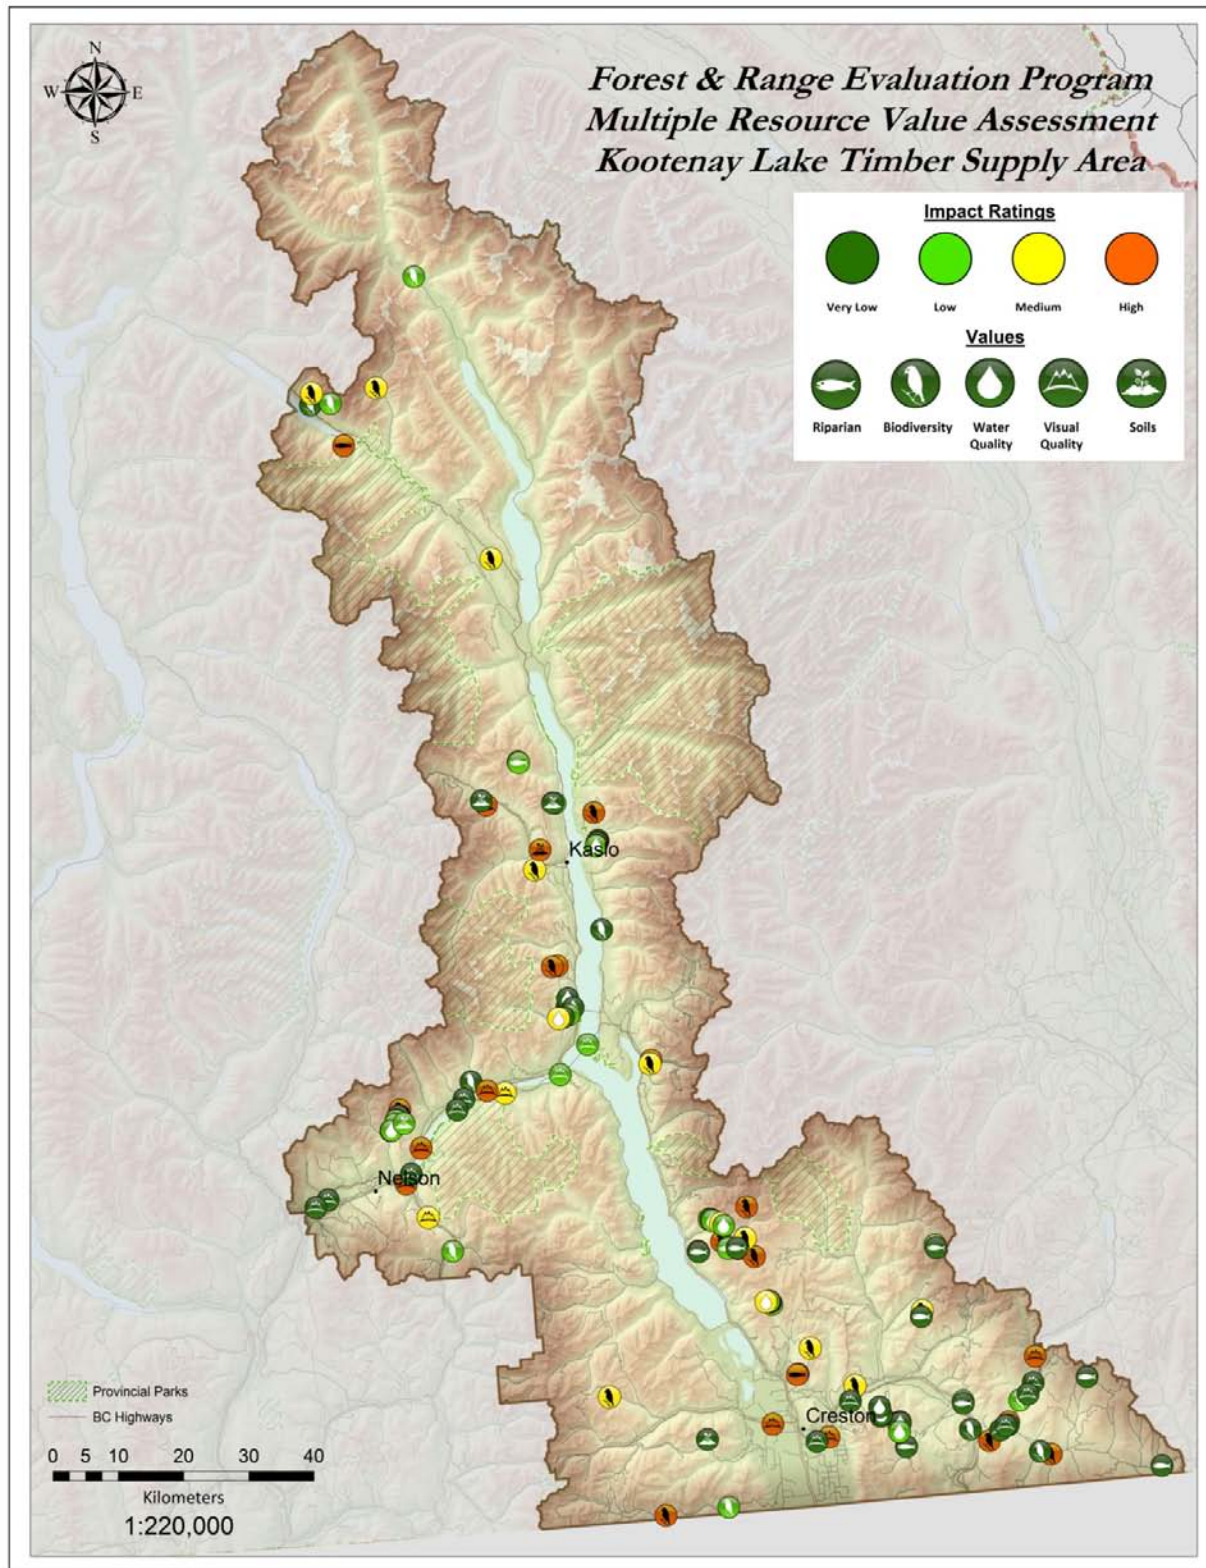 N
W E
S
Forest & Range Evaluation Program
Multiple Resource Value Assessment
Kootenay Lake Timber Supply Area
Impact Ratings
Very Low Low Medium High
Values
Riparian Biodiversity Water Quality Visual Quality Soils
Kaslo
Nelson
Creston
Provincial Parks
BC Highways
0 5 10 20 30 40
Kilometers
1:220,000